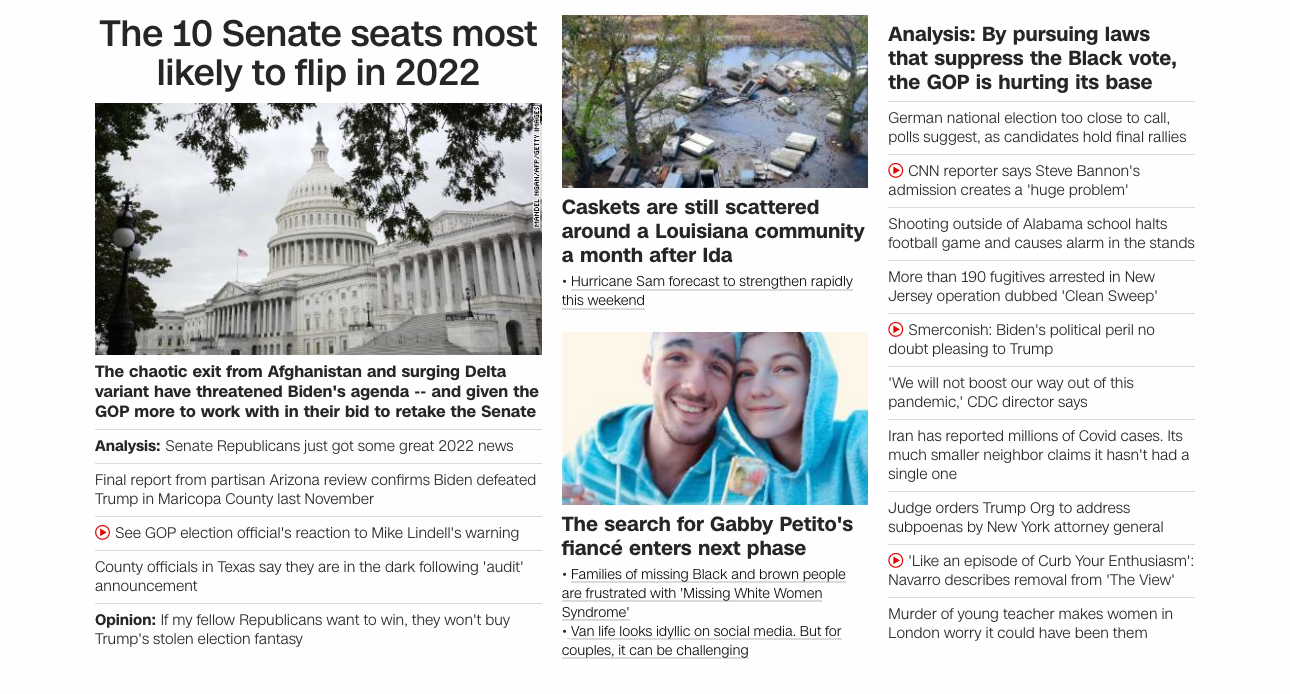 The 10 Senate seats most
likely to flip in 2022
MANDEL NGAN/AFP/GETTY IMAGES
The chaotic exit from Afghanistan and surging Delta
variant have threatened Biden's agenda -- and given the
GOP more to work with in their bid to retake the Senate
Analysis: Senate Republicans just got some great 2022 news
Final report from partisan Arizona review confirms Biden defeated
Trump in Maricopa County last November
See GOP election official's reaction to Mike Lindell's warning
County officials in Texas say they are in the dark following 'audit'
announcement
Opinion: If my fellow Republicans want to win, they won't buy
Trump's stolen election fantasy
Caskets are still scattered
around a Louisiana community
a month after Ida
• Hurricane Sam forecast to strengthen rapidly
this weekend
The search for Gabby Petito's
fiancé enters next phase
• Families of missing Black and brown people
are frustrated with 'Missing White Women
Syndrome'
• Van life looks idyllic on social media. But for
couples, it can be challenging
Analysis: By pursuing laws
that suppress the Black vote,
the GOP is hurting its base
German national election too close to call,
polls suggest, as candidates hold final rallies
CNN reporter says Steve Bannon's
admission creates a 'huge problem'
Shooting outside of Alabama school halts
football game and causes alarm in the stands
More than 190 fugitives arrested in New
Jersey operation dubbed 'Clean Sweep'
Smerconish: Biden's political peril no
doubt pleasing to Trump
'We will not boost our way out of this
pandemic,' CDC director says
Iran has reported millions of Covid cases. Its
much smaller neighbor claims it hasn't had a
single one
Judge orders Trump Org to address
subpoenas by New York attorney general
'Like an episode of Curb Your Enthusiasm':
Navarro describes removal from 'The View'
Murder of young teacher makes women in
London worry it could have been them